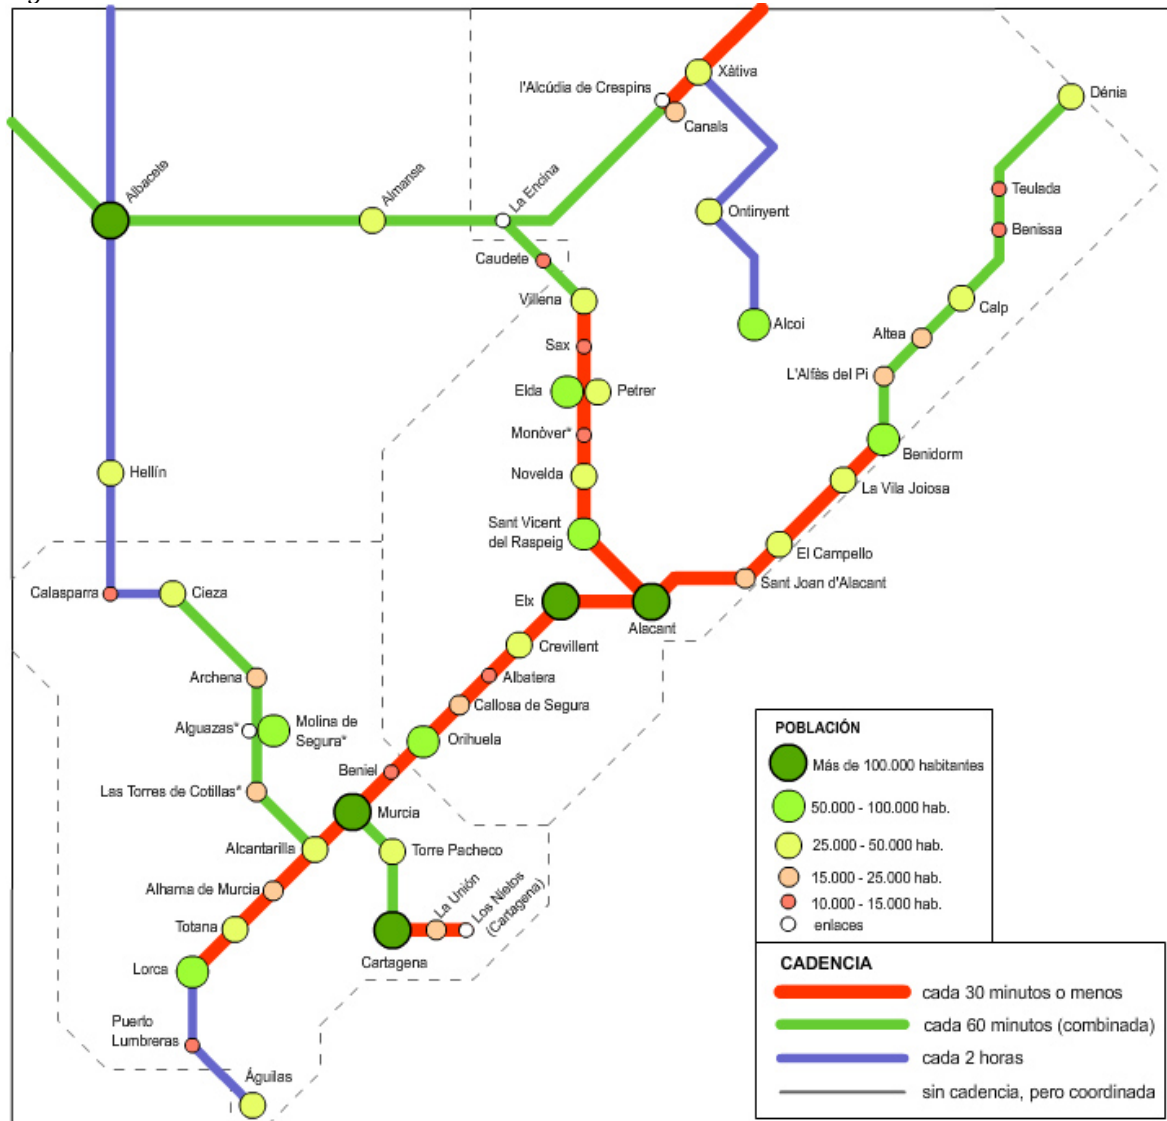 Xàtiva
l'Alcúdia de Crespins
Canals
Dénia
Albacete
Almansa
La Encina
Teulada
Ontinyent
Benissa
Caudete
Villena
Calp
Alcoi
Altea
Sax
L'Alfàs del Pi
Elda
Petrer
Monòver*
Benidorm
Hellín
Novelda
La Vila Joiosa
Sant Vicent
del Raspeig
El Campello
Sant Joan d'Alacant
Calasparra
Cieza
Elx
Alacant
Crevillent
Archena
Albatera
Callosa de Segura
Alguazas*
Molina de
Segura*
Orihuela
Beniel
Las Torres de Cotillas*
Murcia
Alcantarilla
Torre Pacheco
Alhama de Murcia
La Unión
Los Nietos
(Cartagena)
Totana
Cartagena
Lorca
Puerto
Lumbreras
Águilas
POBLACIÓN
Más de 100.000 habitantes
50.000 - 100.000 hab.
25.000 - 50.000 hab.
15.000 - 25.000 hab.
10.000 - 15.000 hab.
enlaces
CADENCIA
cada 30 minutos o menos
cada 60 minutos (combinada)
cada 2 horas
sin cadencia, pero coordinada